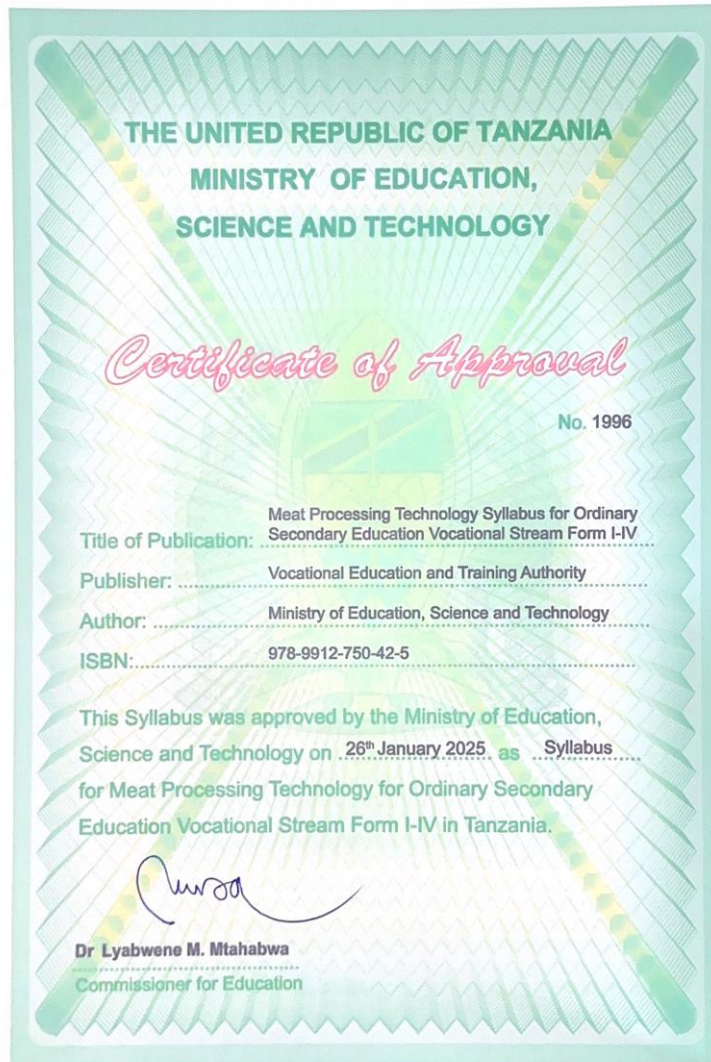 THE UNITED REPUBLIC OF TANZANIA
MINISTRY OF EDUCATION,
SCIENCE AND TECHNOLOGY
Certificate of Approval
No. 1996
Title of Publication: Meat Processing Technology Syllabus for Ordinary
Secondary Education Vocational Stream Form I-IV
Publisher: Vocational Education and Training Authority
Author: Ministry of Education, Science and Technology
ISBN: 978-9912-750-42-5
This Syllabus was approved by the Ministry of Education,
Science and Technology on 26th January 2025 as Syllabus
for Meat Processing Technology for Ordinary Secondary
Education Vocational Stream Form I-IV in Tanzania.
Dr Lyabwene M. Mtahabwa
Commissioner for Education